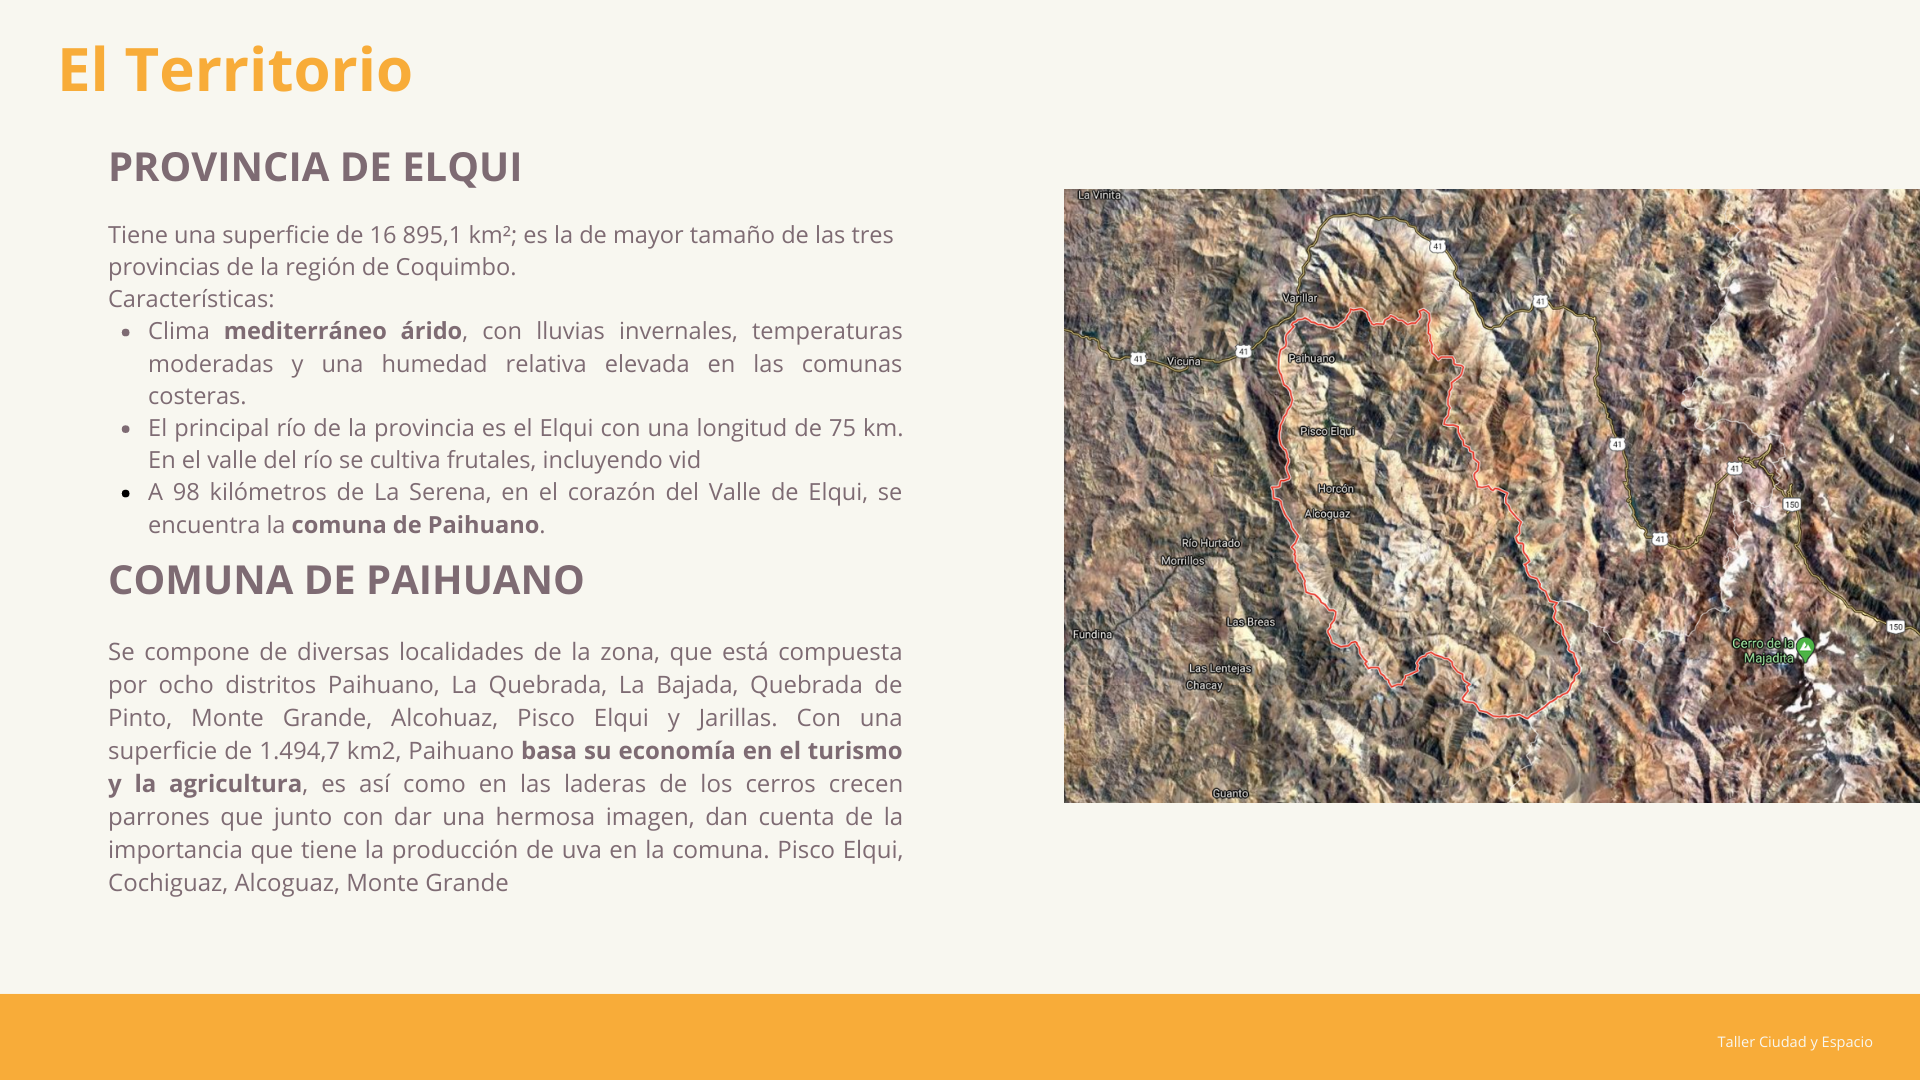 El Territorio
PROVINCIA DE ELQUI
Tiene una superficie de 16 895,1 km²; es la de mayor tamaño de las tres
provincias de la región de Coquimbo.
Características:
• Clima mediterráneo árido, con lluvias invernales, temperaturas
moderadas y una humedad relativa elevada en las comunas
costeras.
• El principal río de la provincia es el Elqui con una longitud de 75 km.
En el valle del río se cultiva frutales, incluyendo vid
• A 98 kilómetros de La Serena, en el corazón del Valle de Elqui, se
encuentra la comuna de Paihuano.
COMUNA DE PAIHUANO
Se compone de diversas localidades de la zona, que está compuesta
por ocho distritos Paihuano, La Quebrada, La Bajada, Quebrada de
Pinto, Monte Grande, Alcohuaz, Pisco Elqui y Jarillas. Con una
superficie de 1.494,7 km2, Paihuano basa su economía en el turismo
y la agricultura, es así como en las laderas de los cerros crecen
parrones que junto con dar una hermosa imagen, dan cuenta de la
importancia que tiene la producción de uva en la comuna. Pisco Elqui,
Cochiguaz, Alcoguaz, Monte Grande
La Viñita
41
Varillar
41
41
Vicuña
41
Paihuano
Pisco Elqui
41
41
Horcón
150
Alcoguaz
41
Río Hurtado
Morrillos
Las Breas
150
Fundina
Cerro de la
Majadita
Las Lentejas
Chacay
Guanto
Taller Ciudad y Espacio